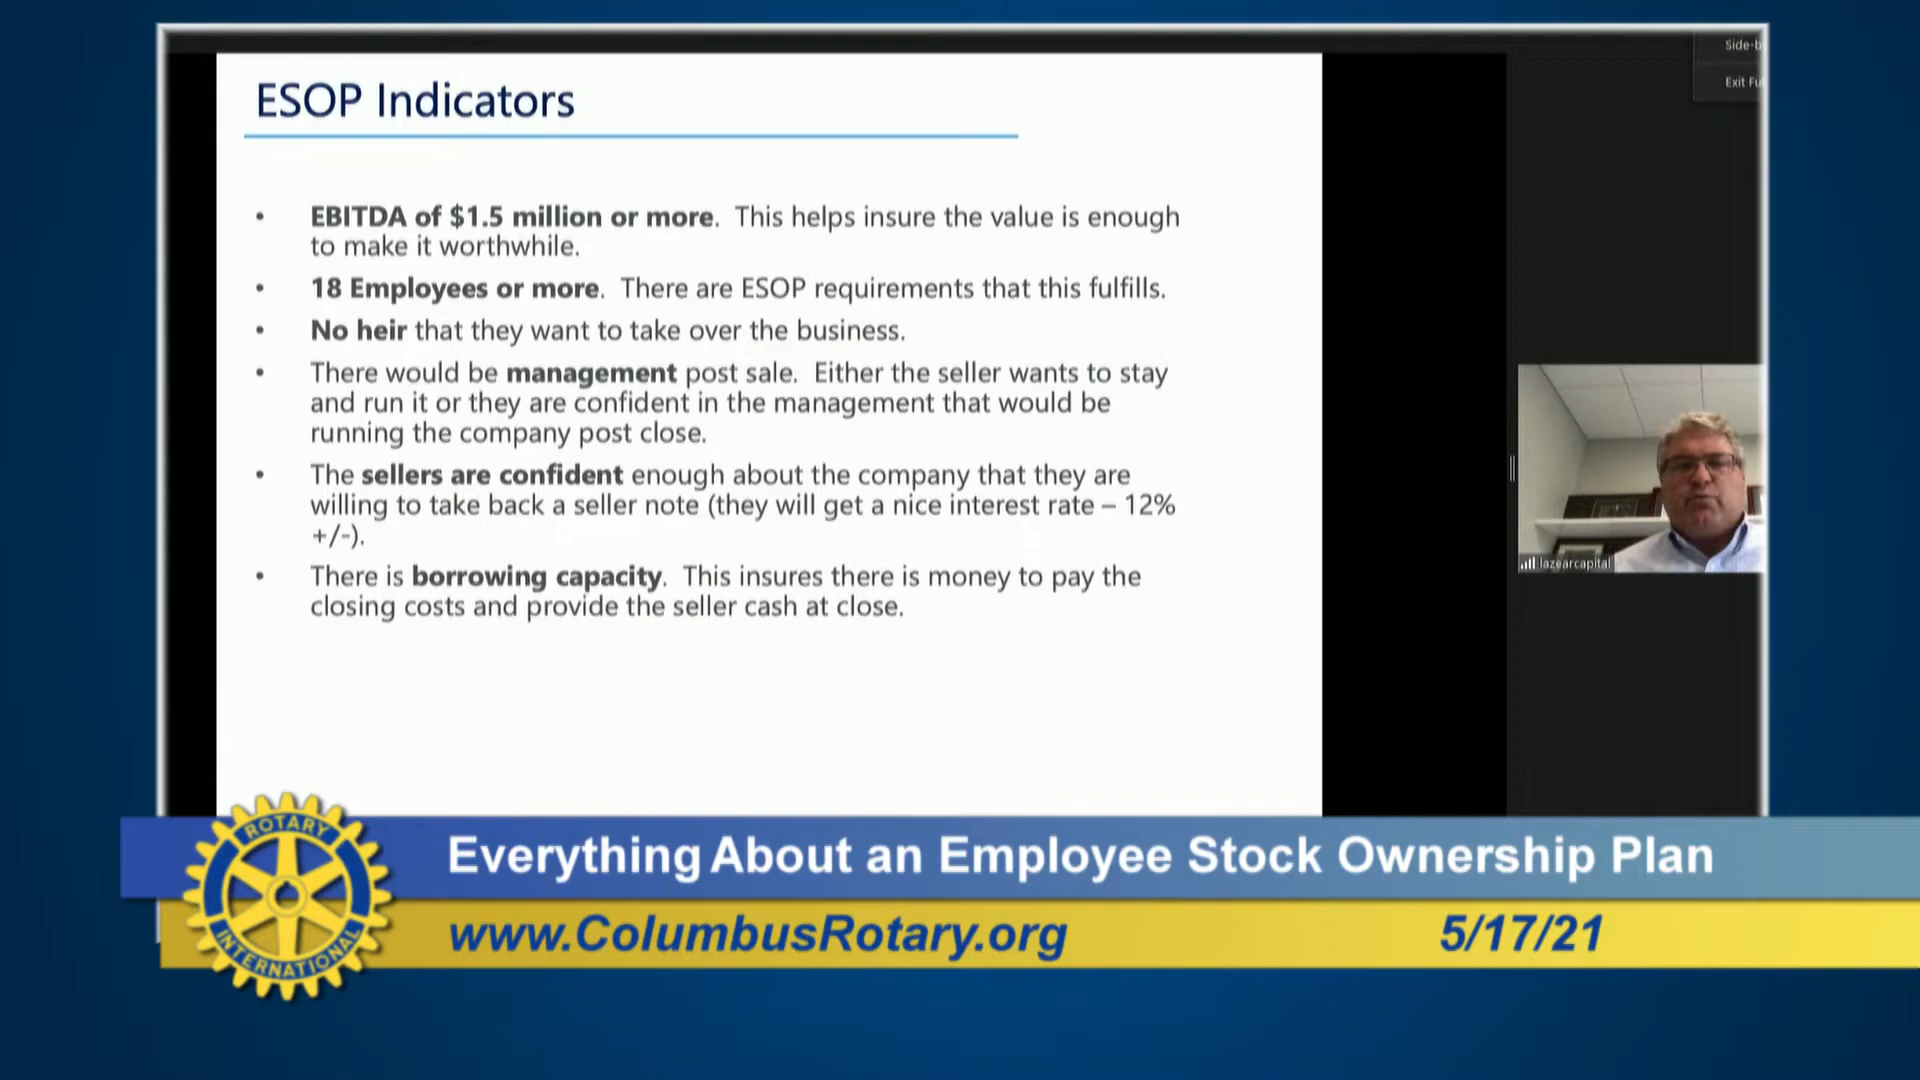 Side-b
Exit Fu
ESOP Indicators
• EBITDA of $1.5 million or more. This helps insure the value is enough
to make it worthwhile.
• 18 Employees or more. There are ESOP requirements that this fulfills.
• No heir that they want to take over the business.
• There would be management post sale. Either the seller wants to stay
and run it or they are confident in the management that would be
running the company post close.
• The sellers are confident enough about the company that they are
willing to take back a seller note (they will get a nice interest rate – 12%
+/-).
• There is borrowing capacity. This insures there is money to pay the
closing costs and provide the seller cash at close.
lazearcapital
ROTARY
INTERNATIONAL
Everything About an Employee Stock Ownership Plan
www.ColumbusRotary.org 5/17/21